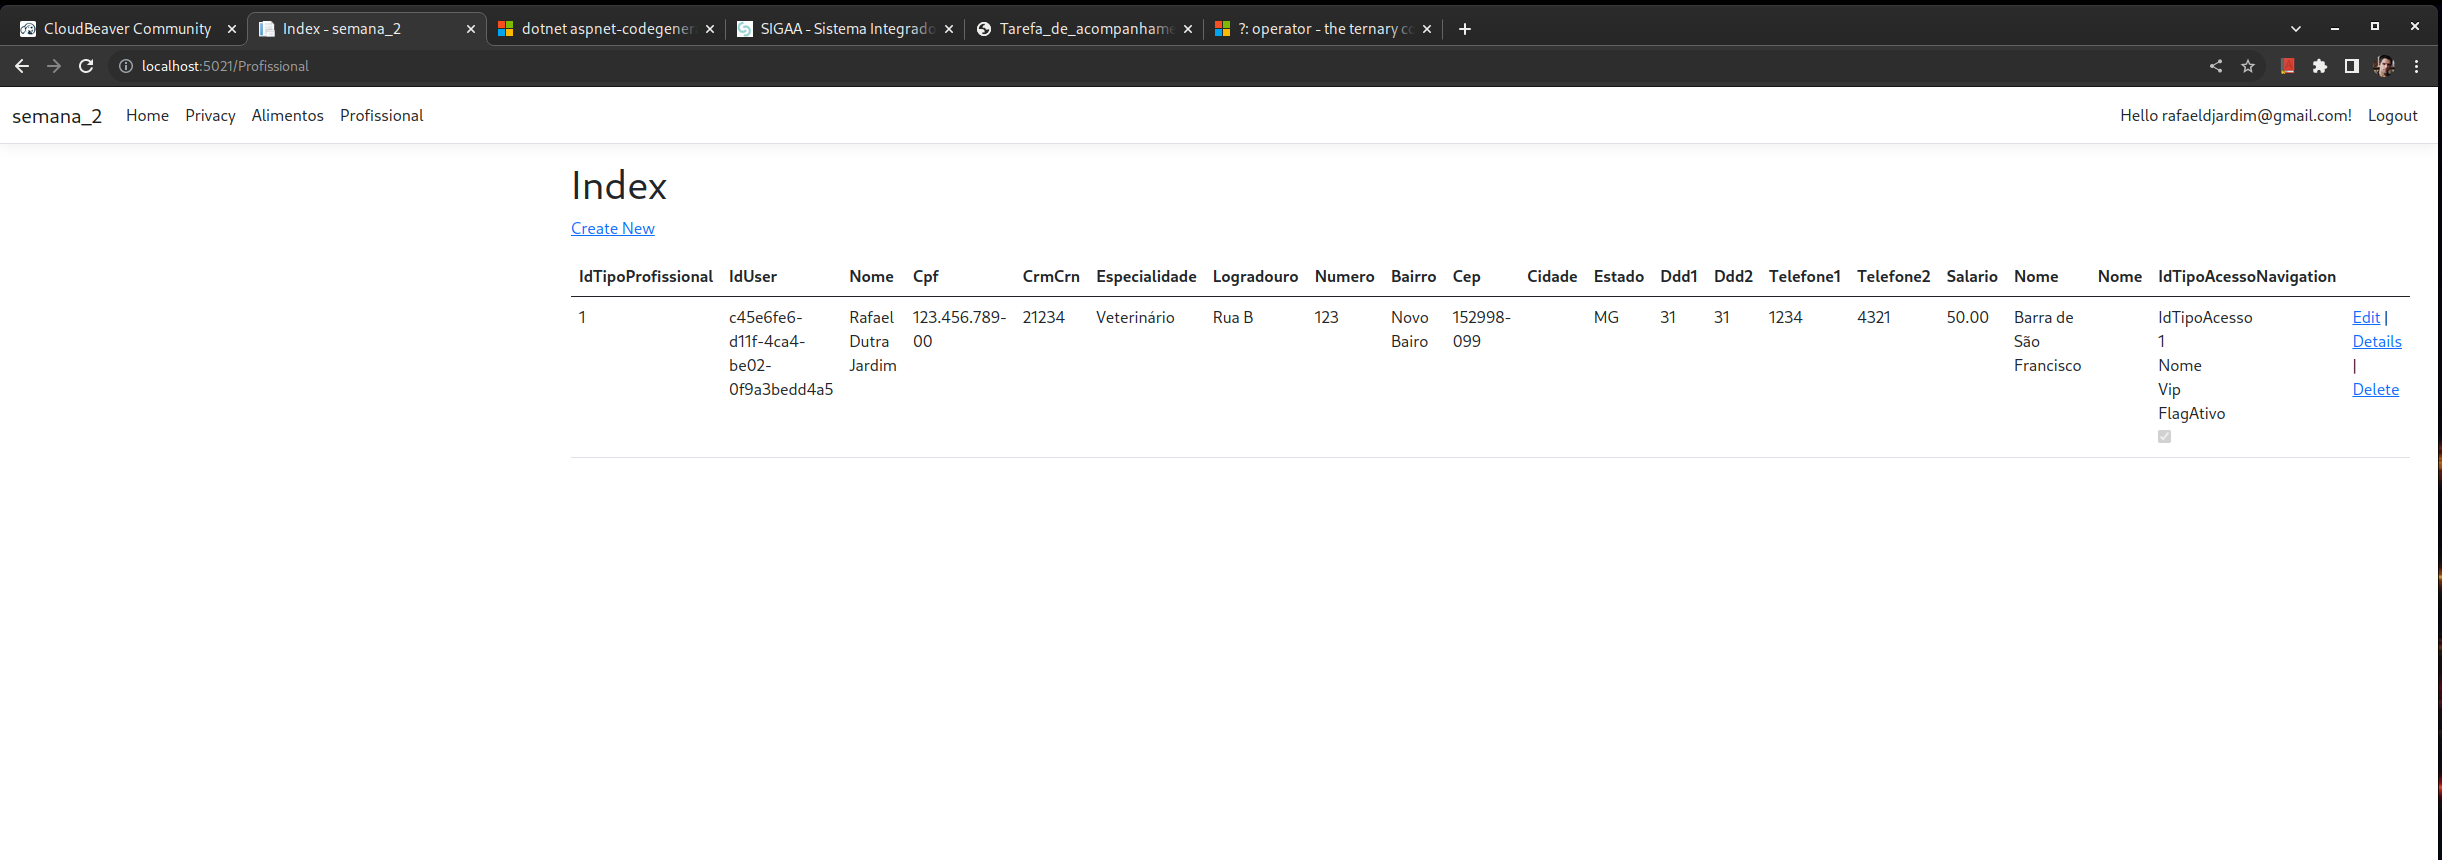 CloudBeaver Community
Index - semana_2
dotnet aspnet-codegener
SIGAA - Sistema Integrado
Tarefa_de_acompanhame
?: operator - the ternary co
localhost:5021/Profissional
semana_2 Home Privacy Alimentos Profissional Hello rafaeldjardim@gmail.com! Logout
Index
Create New
IdTipoProfissional IdUser Nome Cpf CrmCrn Especialidade Logradouro Numero Bairro Cep Cidade Estado Ddd1 Ddd2 Telefone1 Telefone2 Salario Nome Nome IdTipoAcessoNavigation
1 c45e6fe6- Rafael 123.456.789- 21234 Veterinário Rua B 123 Novo 152998- MG 31 31 1234 4321 50.00 Barra de IdTipoAcesso Edit |
d11f-4ca4- Dutra 00 Bairo 099 São 1 Details
be02- Jardim Francisco Nome |
0f9a3bedd4a5 Vip Delete
FlagAtivo